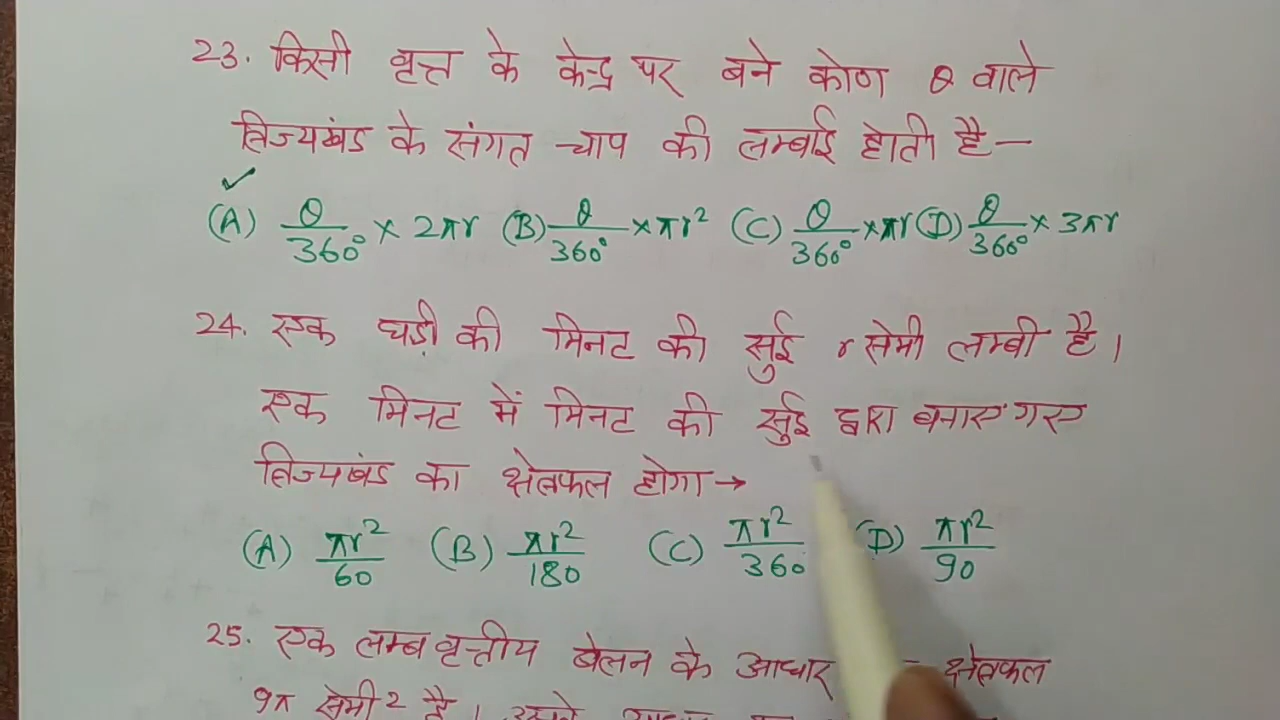 23. किसी वृत्त के केन्द्र पर बने कोण θ वाले
त्रिज्यखंड के संगत चाप की लम्बाई होती है—
✓
(A) θ/360° × 2πr (B) θ/360° × πr² (C) θ/360° × πr (D) θ/360° × 3πr
24. एक घड़ी की मिनट की सुई r सेमी लम्बी है।
एक मिनट में मिनट की सुई द्वारा बनाए गए
त्रिज्यखंड का क्षेत्रफल होगा →
(A) πr²/60 (B) πr²/180 (C) πr²/360 (D) πr²/90
25. एक लम्ब वृत्तीय बेलन के आधार क्षेत्रफल
9π सेमी² है।